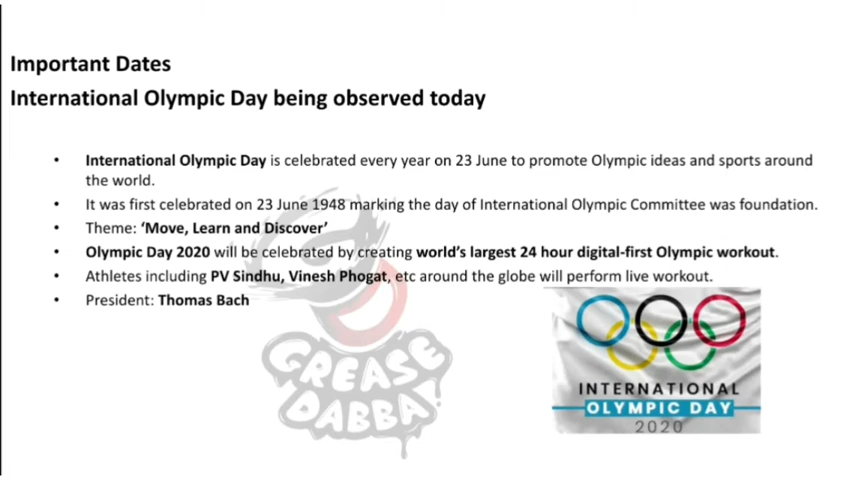 Important Dates
International Olympic Day being observed today
• International Olympic Day is celebrated every year on 23 June to promote Olympic ideas and sports around
the world.
• It was first celebrated on 23 June 1948 marking the day of International Olympic Committee was foundation.
• Theme: ‘Move, Learn and Discover’
• Olympic Day 2020 will be celebrated by creating world’s largest 24 hour digital-first Olympic workout.
• Athletes including PV Sindhu, Vinesh Phogat, etc around the globe will perform live workout.
• President: Thomas Bach
GREASE
DABBA
INTERNATIONAL
OLYMPIC DAY
2020